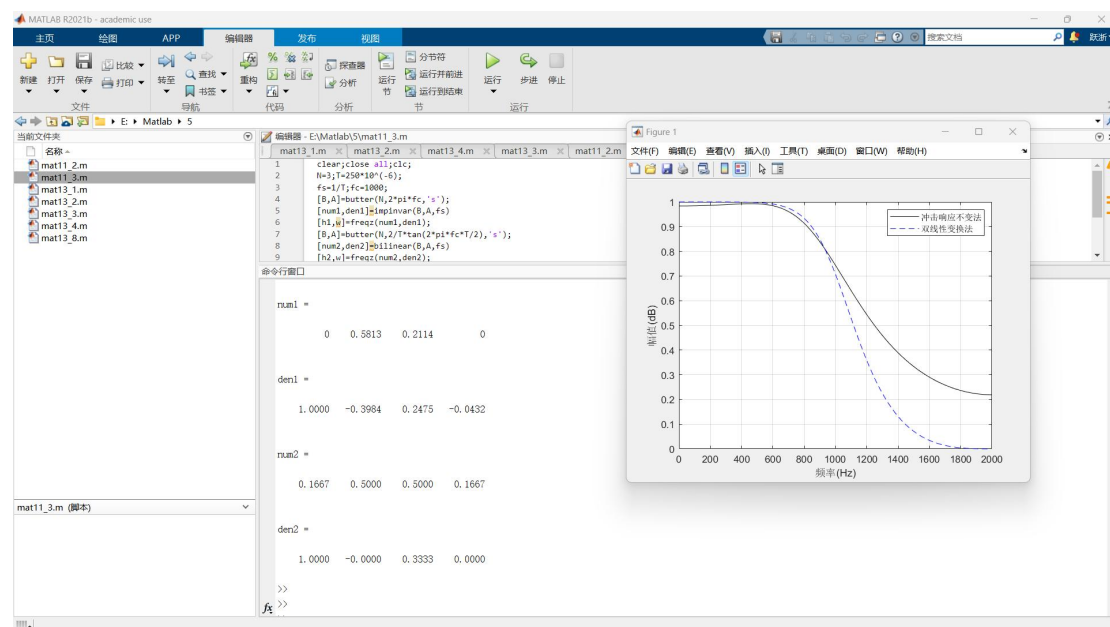 MATLAB R2021b - academic use
主页 绘图 APP 编辑器 发布 视图
搜索文档
新建 打开 保存 比较 打印
转至 查找 书签
重构
探查器 分析
运行节 分节符 运行并前进 运行到结束
运行 步进 停止
文件 导航 代码 分析 节 运行
E: Matlab 5
当前文件夹
名称
mat11_2.m
mat11_3.m
mat13_1.m
mat13_2.m
mat13_3.m
mat13_4.m
mat13_8.m
mat11_3.m (脚本)
编辑器 - E:\Matlab\5\mat11_3.m
mat13_1.m mat13_2.m mat13_4.m mat13_3.m mat11_2.m
1 clear;close all;clc;
2 N=3;T=250*10^(-6);
3 fs=1/T;fc=1000;
4 [B,A]=butter(N,2*pi*fc,'s');
5 [num1,den1]=impinvar(B,A,fs)
6 [h1,w]=freqz(num1,den1);
7 [B,A]=butter(N,2/T*tan(2*pi*fc*T/2),'s');
8 [num2,den2]=bilinear(B,A,fs)
9 [h2,w]=freqz(num2,den2);
命令行窗口
num1 =
0 0.5813 0.2114 0
den1 =
1.0000 -0.3984 0.2475 -0.0432
num2 =
0.1667 0.5000 0.5000 0.1667
den2 =
1.0000 -0.0000 0.3333 0.0000
>>
fx >>
Figure 1
文件(F) 编辑(E) 查看(V) 插入(I) 工具(T) 桌面(D) 窗口(W) 帮助(H)
冲击响应不变法
双线性变换法
1
0.9
0.8
0.7
0.6
0.5
0.4
0.3
0.2
0.1
0
幅值(dB)
0 200 400 600 800 1000 1200 1400 1600 1800 2000
频率(Hz)